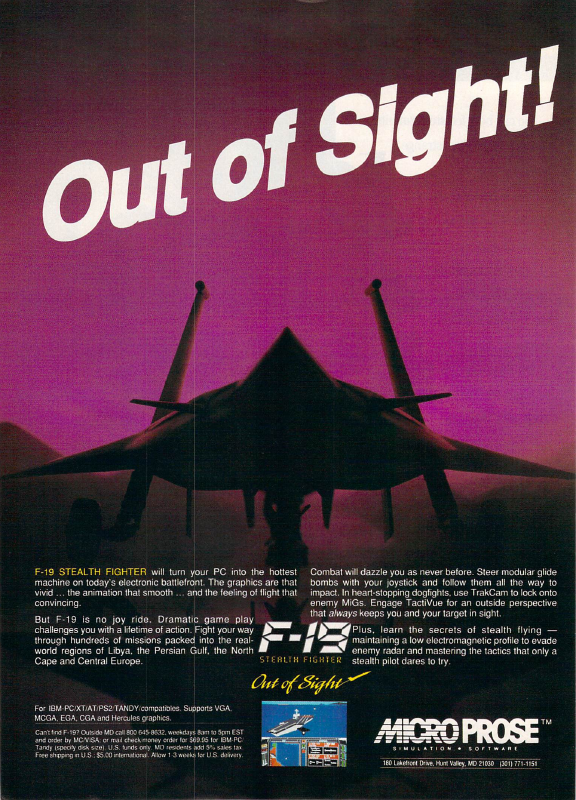 Out of Sight!
F-19 STEALTH FIGHTER will turn your PC into the hottest
machine on today's electronic battlefront. The graphics are that
vivid ... the animation that smooth ... and the feeling of flight that
convincing.
But F-19 is no joy ride. Dramatic game play
challenges you with a lifetime of action. Fight your way
through hundreds of missions packed into the real-
world regions of Libya, the Persian Gulf, the North
Cape and Central Europe.
Combat will dazzle you as never before. Steer modular glide
bombs with your joystick and follow them all the way to
impact. In heart-stopping dogfights, use TrakCam to lock onto
enemy MiGs. Engage TactiVue for an outside perspective
that always keeps you and your target in sight.
Plus, learn the secrets of stealth flying —
maintaining a low electromagnetic profile to evade
enemy radar and mastering the tactics that only a
stealth pilot dares to try.
F-19
STEALTH FIGHTER
Out of Sight
For IBM-PC/XT/AT/PS2/TANDY/compatibles. Supports VGA,
MCGA, EGA, CGA and Hercules graphics.
Can't find F-19? Outside MD call 800 645-8632, weekdays 8am to 5pm EST
and order by MC/VISA; or mail check/money order for $69.95 for IBM-PC/
Tandy (specify disk size). U.S. funds only. MD residents add 5% sales tax.
Free shipping in U.S.; $5.00 international. Allow 1-3 weeks for U.S. delivery.
MICROPROSE™
SIMULATION • SOFTWARE
180 Lakefront Drive, Hunt Valley, MD 21030 (301) 771-1151